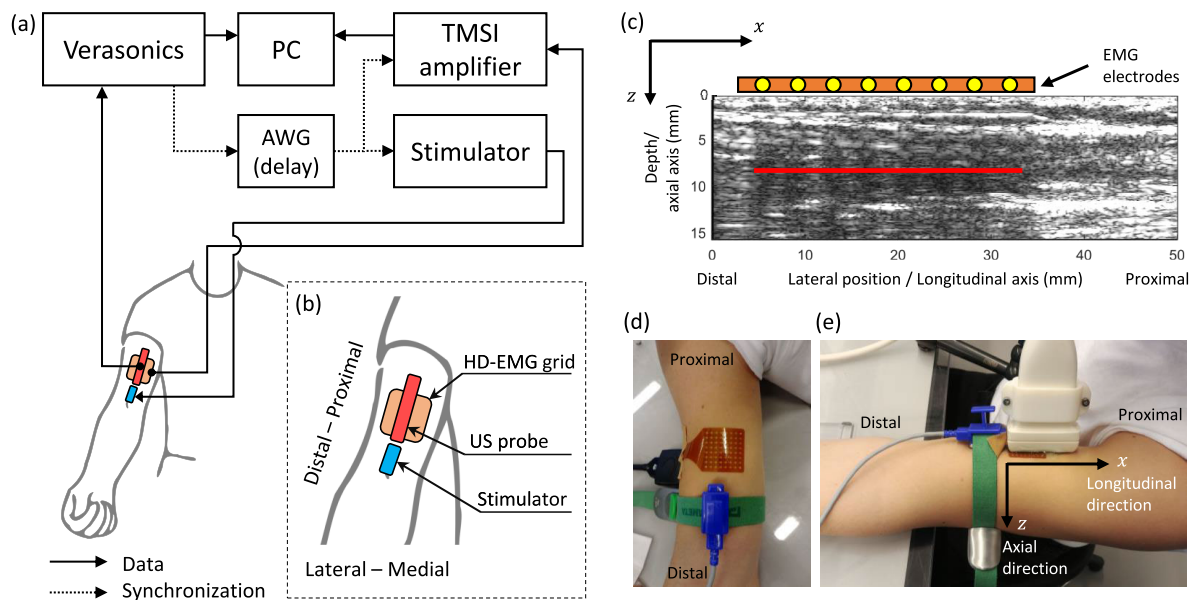 (a)
Verasonics
PC
TMSI
amplifier
AWG
(delay)
Stimulator
Data
Synchronization
(b)
Distal – Proximal
HD-EMG grid
US probe
Stimulator
Lateral – Medial
(c)
x
z
EMG
electrodes
Depth/
axial axis (mm)
0
5
10
15
0
10
20
30
40
50
Distal
Lateral position / Longitudinal axis (mm)
Proximal
(d)
Proximal
Distal
(e)
Distal
Proximal
x
Longitudinal
direction
z
Axial
direction